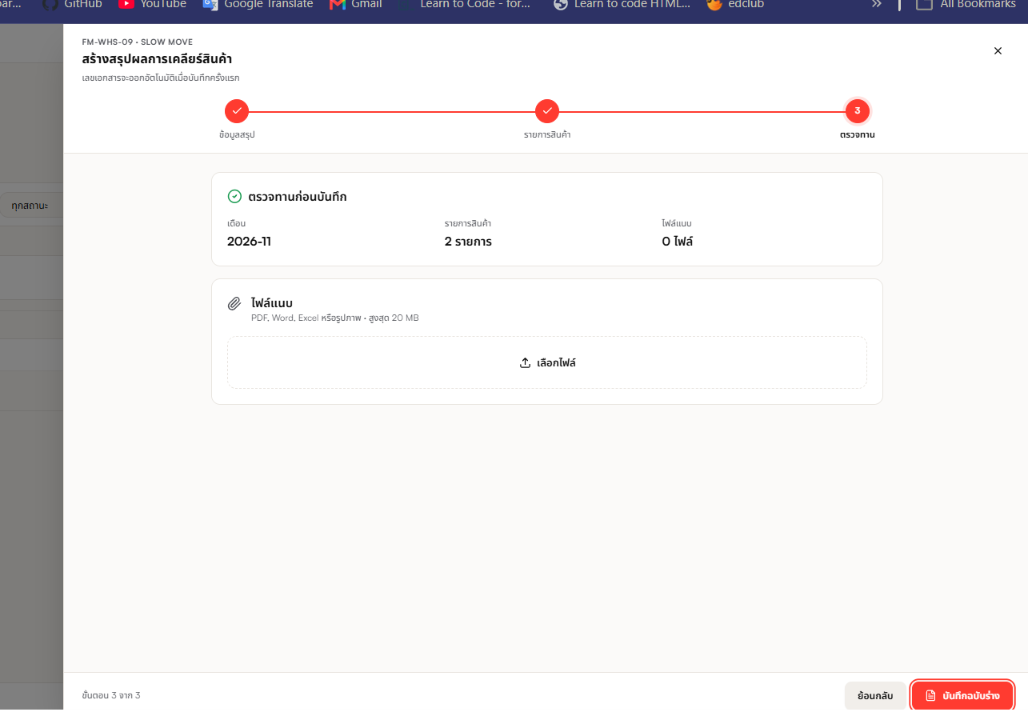 GitHub YouTube Google Translate Gmail Learn to Code - for... Learn to code HTML... edclub » All Bookmarks
FM-WHS-09 • SLOW MOVE
สร้างสรุปผลการเคลียร์สินค้า
เลขเอกสารจะออกอัตโนมัติเมื่อบันทึกครั้งแรก
3
ข้อมูลสรุป รายการสินค้า ตรวจทาน
ทุกสถานะ
ตรวจทานก่อนบันทึก
เดือน รายการสินค้า ไฟล์แนบ
2026-11 2 รายการ 0 ไฟล์
ไฟล์แนบ
PDF, Word, Excel หรือรูปภาพ • สูงสุด 20 MB
เลือกไฟล์
ขั้นตอน 3 จาก 3 ย้อนกลับ บันทึกฉบับร่าง